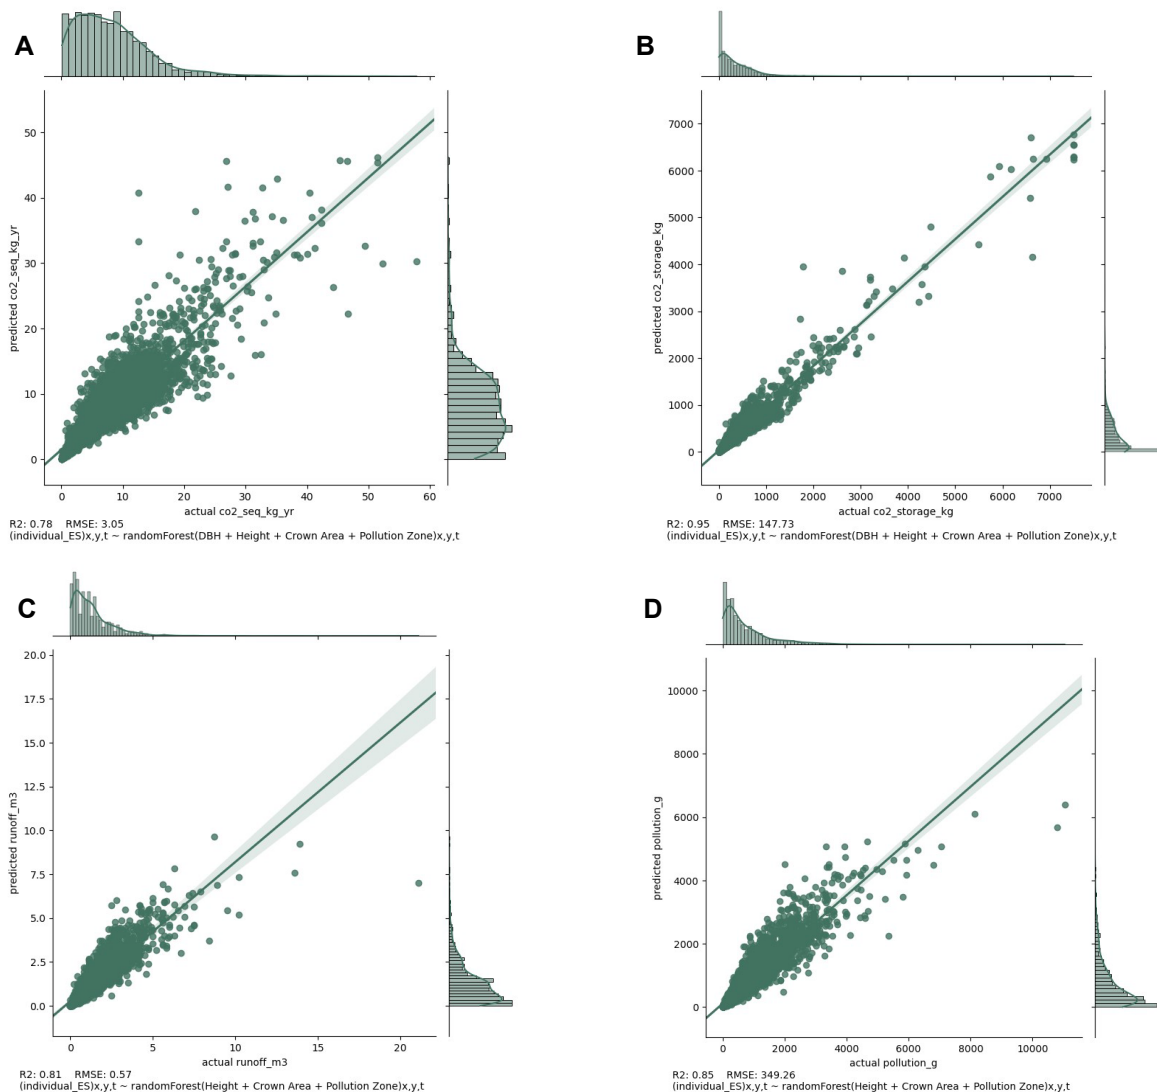 A
50
40
30
20
10
0
predicted co2_seq_kg_yr
0 10 20 30 40 50 60
actual co2_seq_kg_yr
R2: 0.78 RMSE: 3.05
(individual_ES)x,y,t ~ randomForest(DBH + Height + Crown Area + Pollution Zone)x,y,t
B
7000
6000
5000
4000
3000
2000
1000
0
predicted co2_storage_kg
0 1000 2000 3000 4000 5000 6000 7000
actual co2_storage_kg
R2: 0.95 RMSE: 147.73
(individual_ES)x,y,t ~ randomForest(DBH + Height + Crown Area + Pollution Zone)x,y,t
C
20.0
17.5
15.0
12.5
10.0
7.5
5.0
2.5
0.0
predicted runoff_m3
0 5 10 15 20
actual runoff_m3
R2: 0.81 RMSE: 0.57
(individual_ES)x,y,t ~ randomForest(Height + Crown Area + Pollution Zone)x,y,t
D
10000
8000
6000
4000
2000
0
predicted pollution_g
0 2000 4000 6000 8000 10000
actual pollution_g
R2: 0.85 RMSE: 349.26
(individual_ES)x,y,t ~ randomForest(Height + Crown Area + Pollution Zone)x,y,t